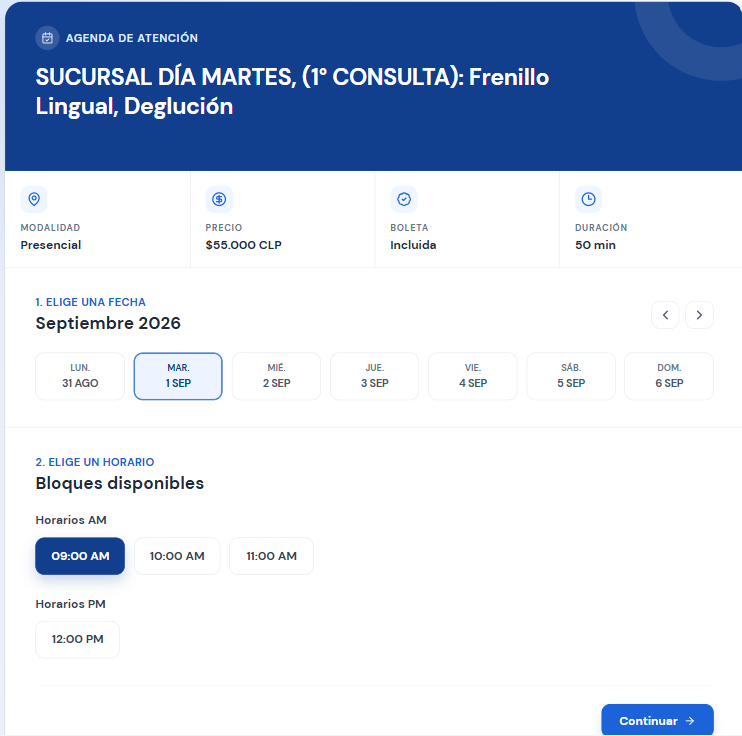 AGENDA DE ATENCIÓN
SUCURSAL DÍA MARTES, (1° CONSULTA): Frenillo
Lingual, Deglución
MODALIDAD
Presencial
PRECIO
$55.000 CLP
BOLETA
Incluida
DURACIÓN
50 min
1. ELIGE UNA FECHA
Septiembre 2026
LUN.
31 AGO
MAR.
1 SEP
MIÉ.
2 SEP
JUE.
3 SEP
VIE.
4 SEP
SÁB.
5 SEP
DOM.
6 SEP
2. ELIGE UN HORARIO
Bloques disponibles
Horarios AM
09:00 AM
10:00 AM
11:00 AM
Horarios PM
12:00 PM
Continuar →